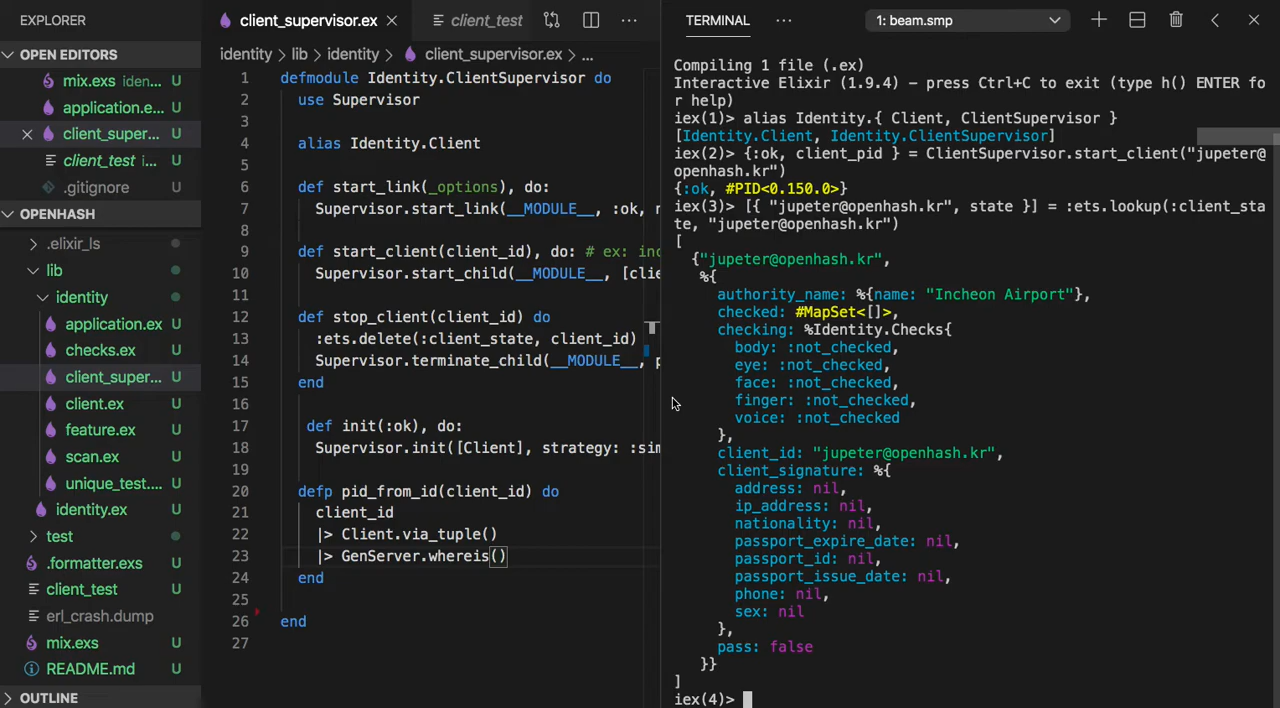 EXPLORER
OPEN EDITORS
mix.exs iden... U
application.e... U
client_super... U
client_test i... U
.gitignore U
OPENHASH
.elixir_ls
lib
identity
application.ex U
checks.ex U
client_super... U
client.ex U
feature.ex U
scan.ex U
unique_test.... U
identity.ex U
test
.formatter.exs U
client_test U
erl_crash.dump
mix.exs U
README.md U
OUTLINE
client_supervisor.ex client_test ...
identity > lib > identity > client_supervisor.ex > ...
1 defmodule Identity.ClientSupervisor do
2 use Supervisor
3
4 alias Identity.Client
5
6 def start_link(_options), do:
7 Supervisor.start_link(__MODULE__, :ok, n
8
9 def start_client(client_id), do: # ex: inc
10 Supervisor.start_child(__MODULE__, [clie
11
12 def stop_client(client_id) do
13 :ets.delete(:client_state, client_id)
14 Supervisor.terminate_child(__MODULE__, p
15 end
16
17 def init(:ok), do:
18 Supervisor.init([Client], strategy: :sim
19
20 defp pid_from_id(client_id) do
21 client_id
22 |> Client.via_tuple()
23 |> GenServer.whereis()
24 end
25
26 end
27
TERMINAL ... 1: beam.smp
Compiling 1 file (.ex)
Interactive Elixir (1.9.4) - press Ctrl+C to exit (type h() ENTER fo
r help)
iex(1)> alias Identity.{ Client, ClientSupervisor }
[Identity.Client, Identity.ClientSupervisor]
iex(2)> {:ok, client_pid } = ClientSupervisor.start_client("jupeter@
openhash.kr")
{:ok, #PID<0.150.0>}
iex(3)> [{ "jupeter@openhash.kr", state }] = :ets.lookup(:client_sta
te, "jupeter@openhash.kr")
[
{"jupeter@openhash.kr",
%{
authority_name: %{name: "Incheon Airport"},
checked: #MapSet<[]>,
checking: %Identity.Checks{
body: :not_checked,
eye: :not_checked,
face: :not_checked,
finger: :not_checked,
voice: :not_checked
},
client_id: "jupeter@openhash.kr",
client_signature: %{
address: nil,
ip_address: nil,
nationality: nil,
passport_expire_date: nil,
passport_id: nil,
passport_issue_date: nil,
phone: nil,
sex: nil
},
pass: false
}}
]
iex(4)>